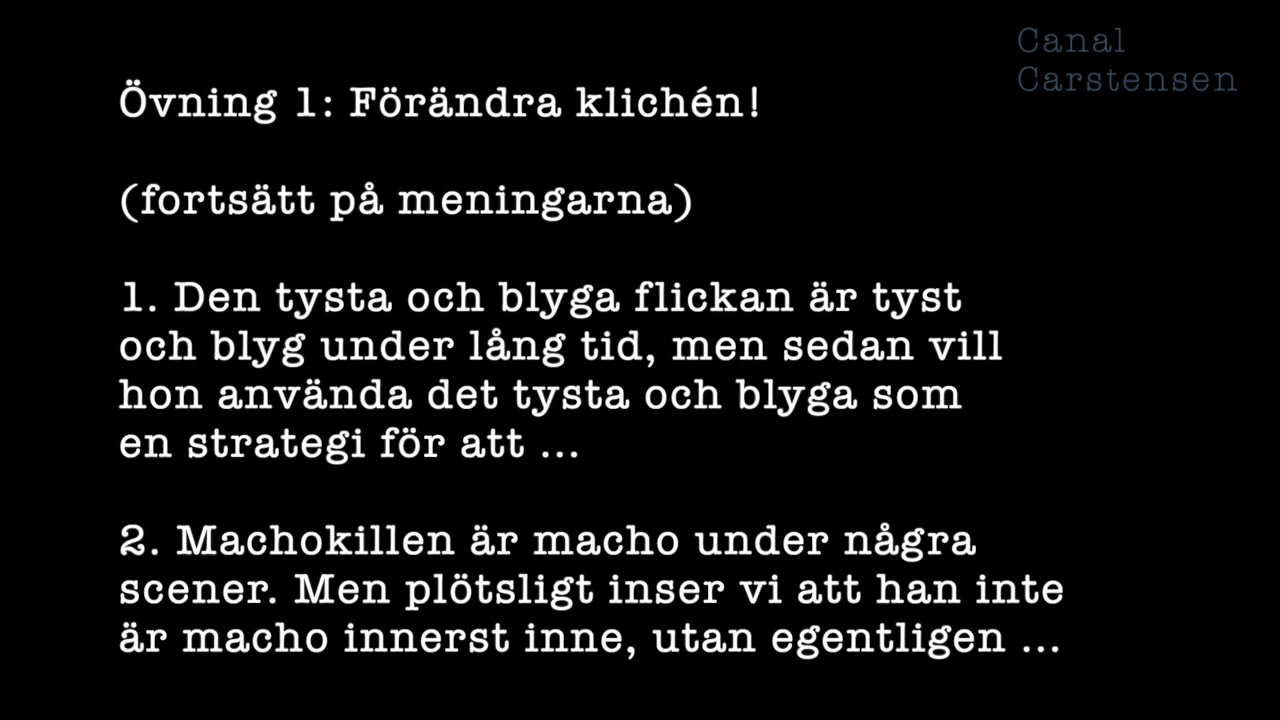 Canal
Carstensen
Övning 1: Förändra klichén!
(fortsätt på meningarna)
1. Den tysta och blyga flickan är tyst
och blyg under lång tid, men sedan vill
hon använda det tysta och blyga som
en strategi för att ...
2. Machokillen är macho under några
scener. Men plötsligt inser vi att han inte
är macho innerst inne, utan egentligen ...